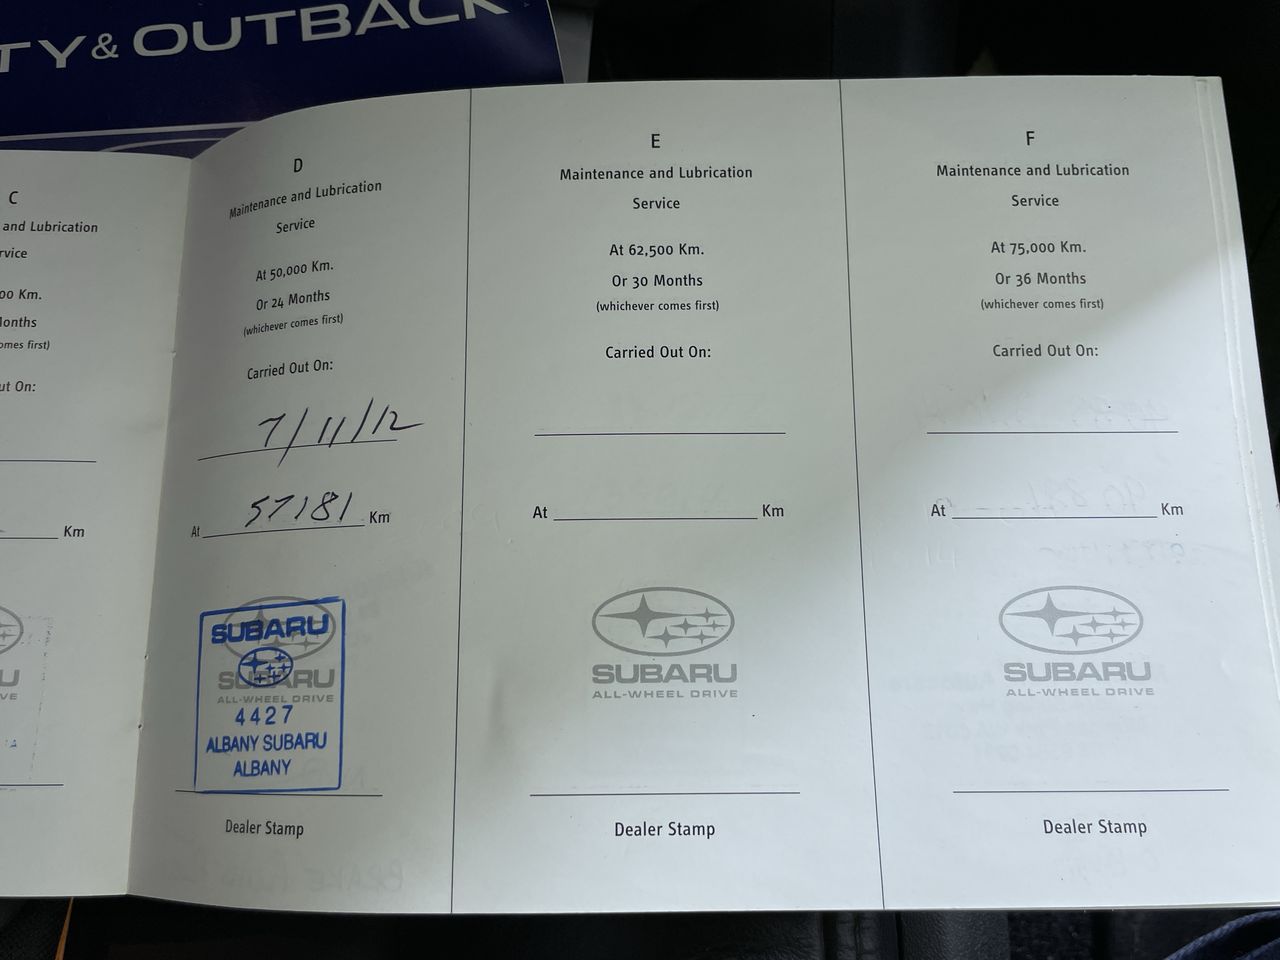 TY & OUTBACK
C
and Lubrication
rvice
00 Km.
Months
omes first)
ut On:
Km
D
Maintenance and Lubrication
Service
At 50,000 Km.
Or 24 Months
(whichever comes first)
Carried Out On:
7/11/12
At 57181 Km
SUBARU
SUBARU
ALL-WHEEL DRIVE
4427
ALBANY SUBARU
ALBANY
Dealer Stamp
E
Maintenance and Lubrication
Service
At 62,500 Km.
Or 30 Months
(whichever comes first)
Carried Out On:
At Km
SUBARU
ALL-WHEEL DRIVE
Dealer Stamp
F
Maintenance and Lubrication
Service
At 75,000 Km.
Or 36 Months
(whichever comes first)
Carried Out On:
At Km
SUBARU
ALL-WHEEL DRIVE
Dealer Stamp